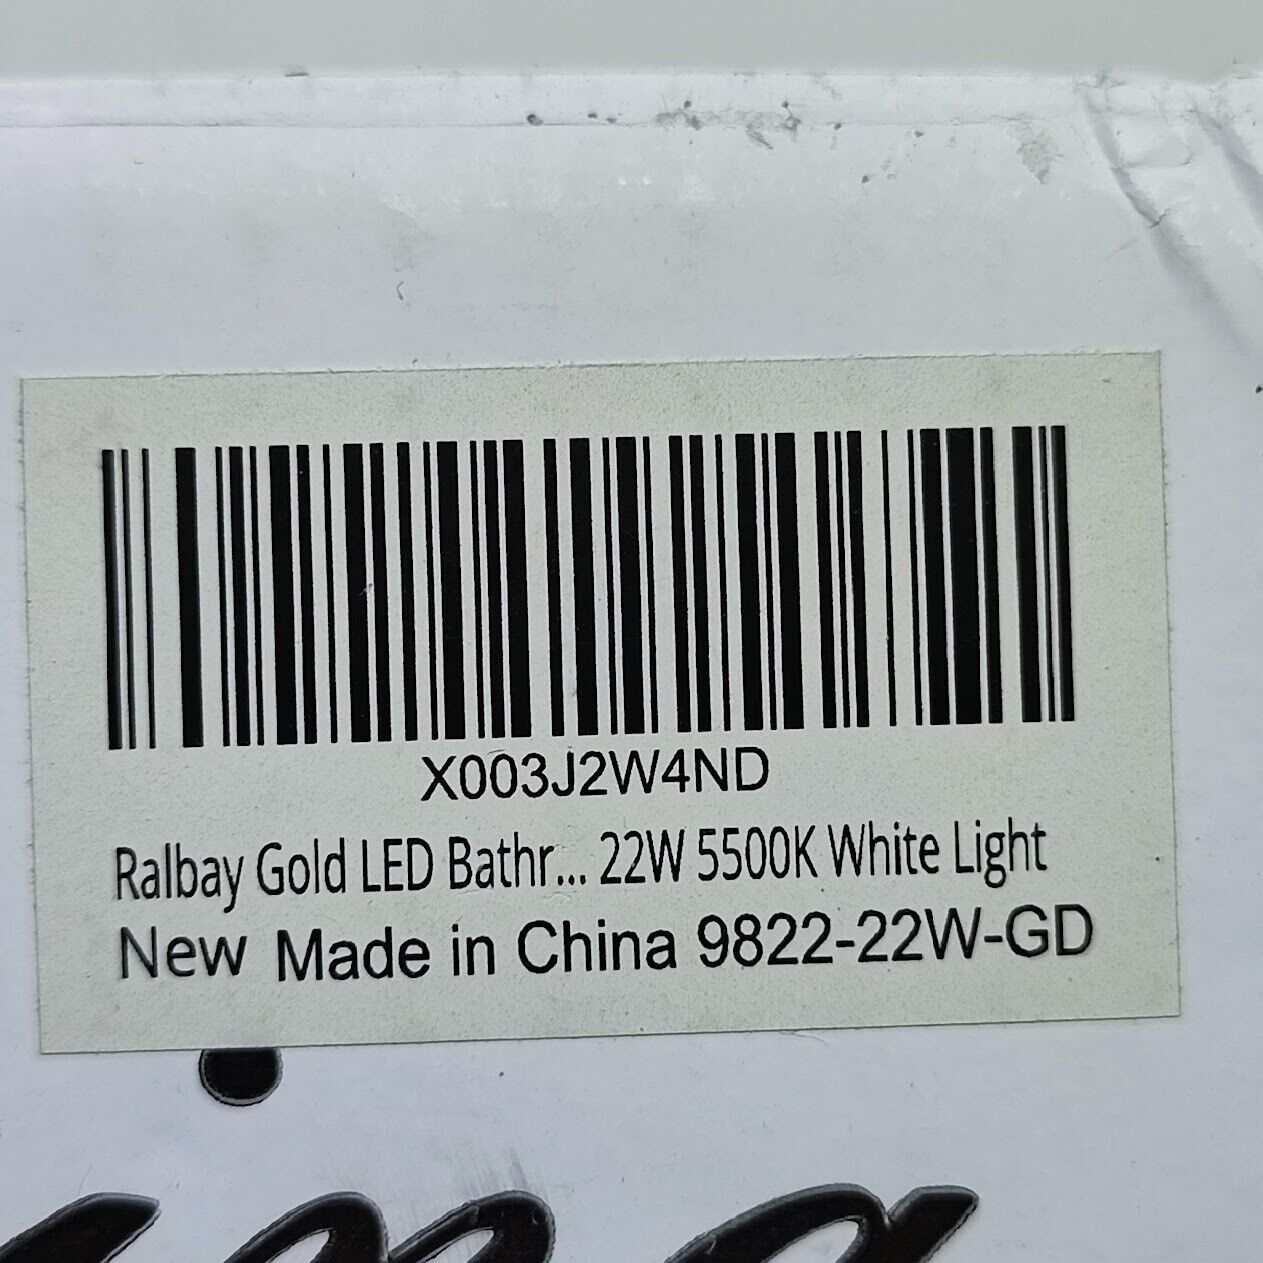 X003J2W4ND
Ralbay Gold LED Bathr... 22W 5500K White Light
New Made in China 9822-22W-GD